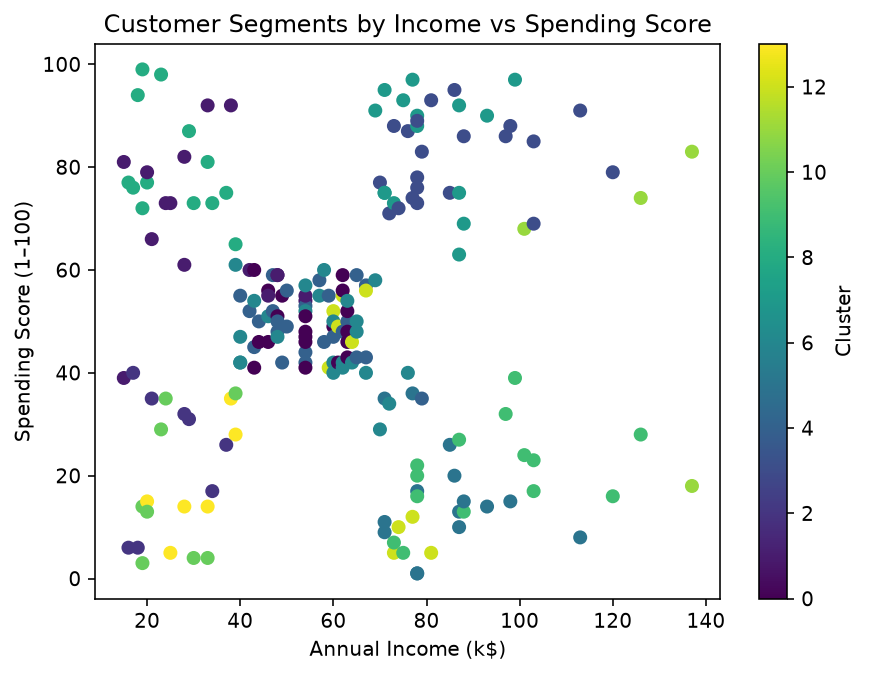 Customer Segments by Income vs Spending Score
100
80
60
40
20
0
Spending Score (1–100)
20 40 60 80 100 120 140
Annual Income (k$)
12
10
8
6
4
2
0
Cluster